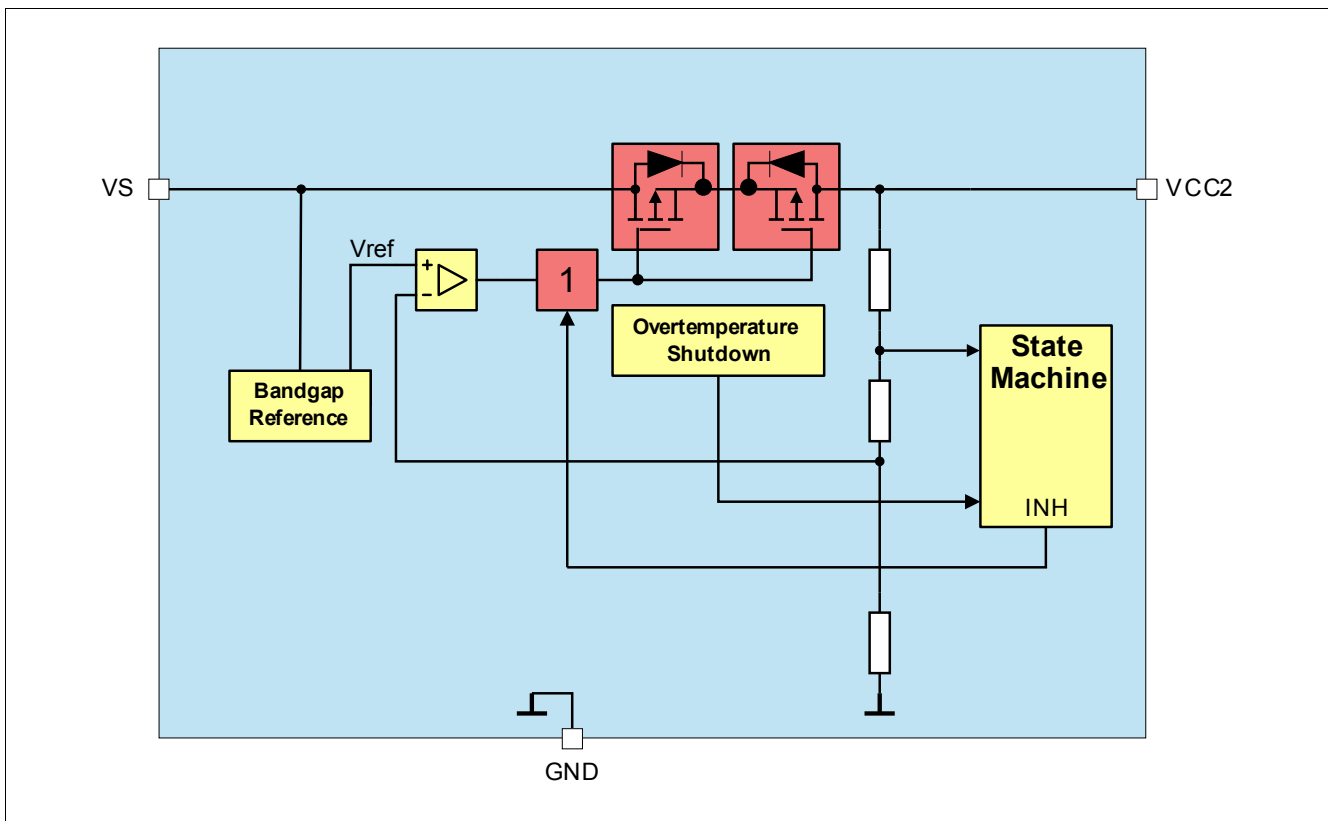 VS
VCC2
Vref
+
-
1
Overtemperature
Shutdown
State
Machine
Bandgap
Reference
INH
GND